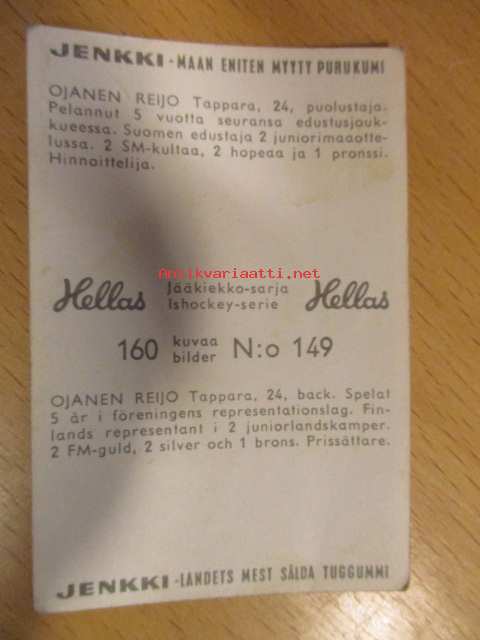 JENKKI - MAAN ENITEN MYYTY PURUKUMI
OJANEN REIJO Tappara, 24, puolustaja.
Pelannut 5 vuotta seuransa edustusjouk-
kueessa. Suomen edustaja 2 juniorimaaotte-
lussa. 2 SM-kultaa, 2 hopeaa ja 1 pronssi.
Hinnoittelija.
Antikvariaatti.net
Hellas Jääkiekko-sarja Hellas
Ishockey-serie
160 kuvaa N:o 149
bilder
OJANEN REIJO Tappara, 24, back. Spelat
5 år i föreningens representationslag. Fin-
lands representant i 2 juniorlandskamper.
2 FM-guld, 2 silver och 1 brons. Prissättare.
JENKKI - LANDETS MEST SÅLDA TUGGUMMI